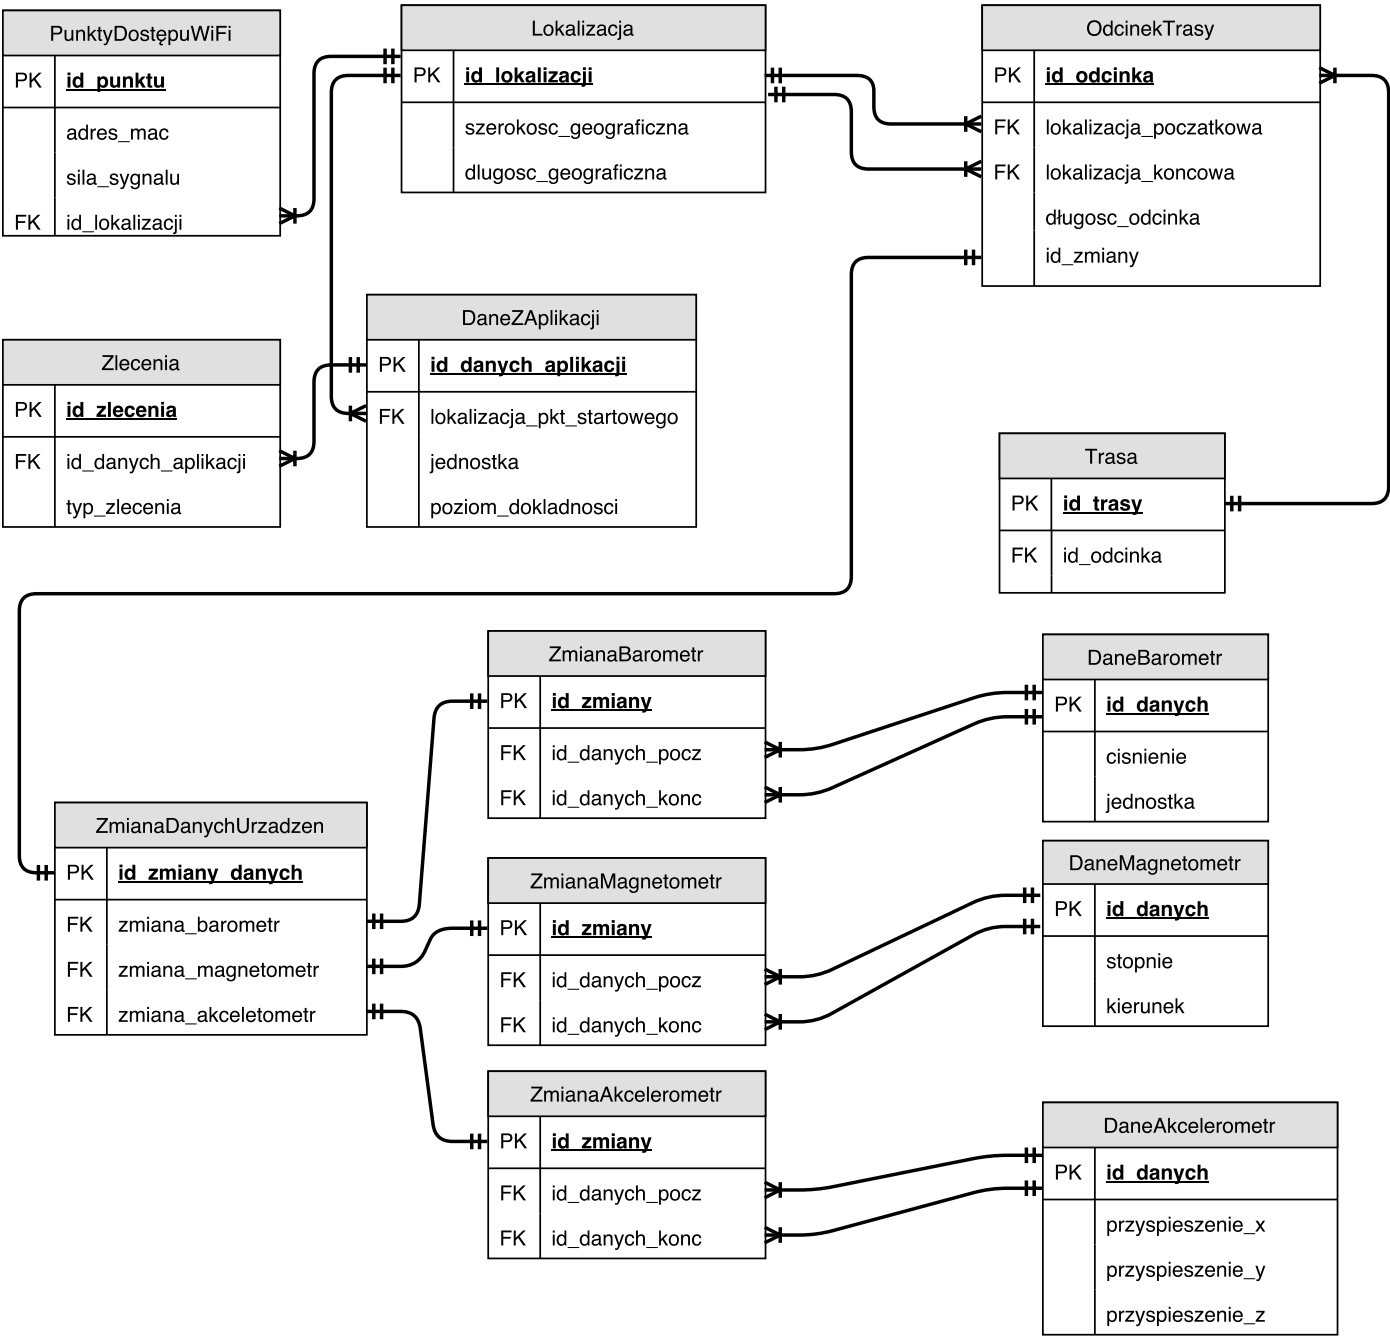 PunktyDostępuWiFi
PK id_punktu
adres_mac
sila_sygnalu
FK id_lokalizacji
Lokalizacja
PK id_lokalizacji
szerokosc_geograficzna
dlugosc_geograficzna
OdcinekTrasy
PK id_odcinka
FK lokalizacja_poczatkowa
FK lokalizacja_koncowa
długosc_odcinka
id_zmiany
Zlecenia
PK id_zlecenia
FK id_danych_aplikacji
typ_zlecenia
DaneZAplikacji
PK id_danych_aplikacji
FK lokalizacja_pkt_startowego
jednostka
poziom_dokladnosci
Trasa
PK id_trasy
FK id_odcinka
ZmianaBarometr
PK id_zmiany
FK id_danych_pocz
FK id_danych_konc
DaneBarometr
PK id_danych
cisnienie
jednostka
ZmianaDanychUrzadzen
PK id_zmiany_danych
FK zmiana_barometr
FK zmiana_magnetometr
FK zmiana_akceletometr
ZmianaMagnetometr
PK id_zmiany
FK id_danych_pocz
FK id_danych_konc
DaneMagnetometr
PK id_danych
stopnie
kierunek
ZmianaAkcelerometr
PK id_zmiany
FK id_danych_pocz
FK id_danych_konc
DaneAkcelerometr
PK id_danych
przyspieszenie_x
przyspieszenie_y
przyspieszenie_z